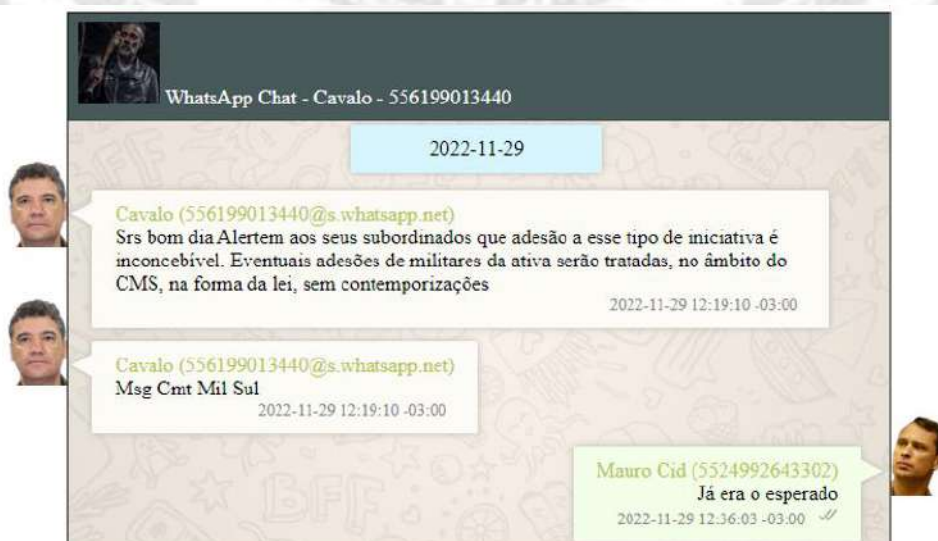 WhatsApp Chat - Cavalo - 556199013440
2022-11-29
Cavalo (556199013440@s.whatsapp.net)
Srs bom dia Alertem aos seus subordinados que adesão a esse tipo de iniciativa é
inconcebível. Eventuais adesões de militares da ativa serão tratadas, no âmbito do
CMS, na forma da lei, sem contemporizações
2022-11-29 12:19:10 -03:00
Cavalo (556199013440@s.whatsapp.net)
Msg Cmt Mil Sul
2022-11-29 12:19:10 -03:00
Mauro Cid (5524992643302)
Já era o esperado
2022-11-29 12:36:03 -03:00
BFF